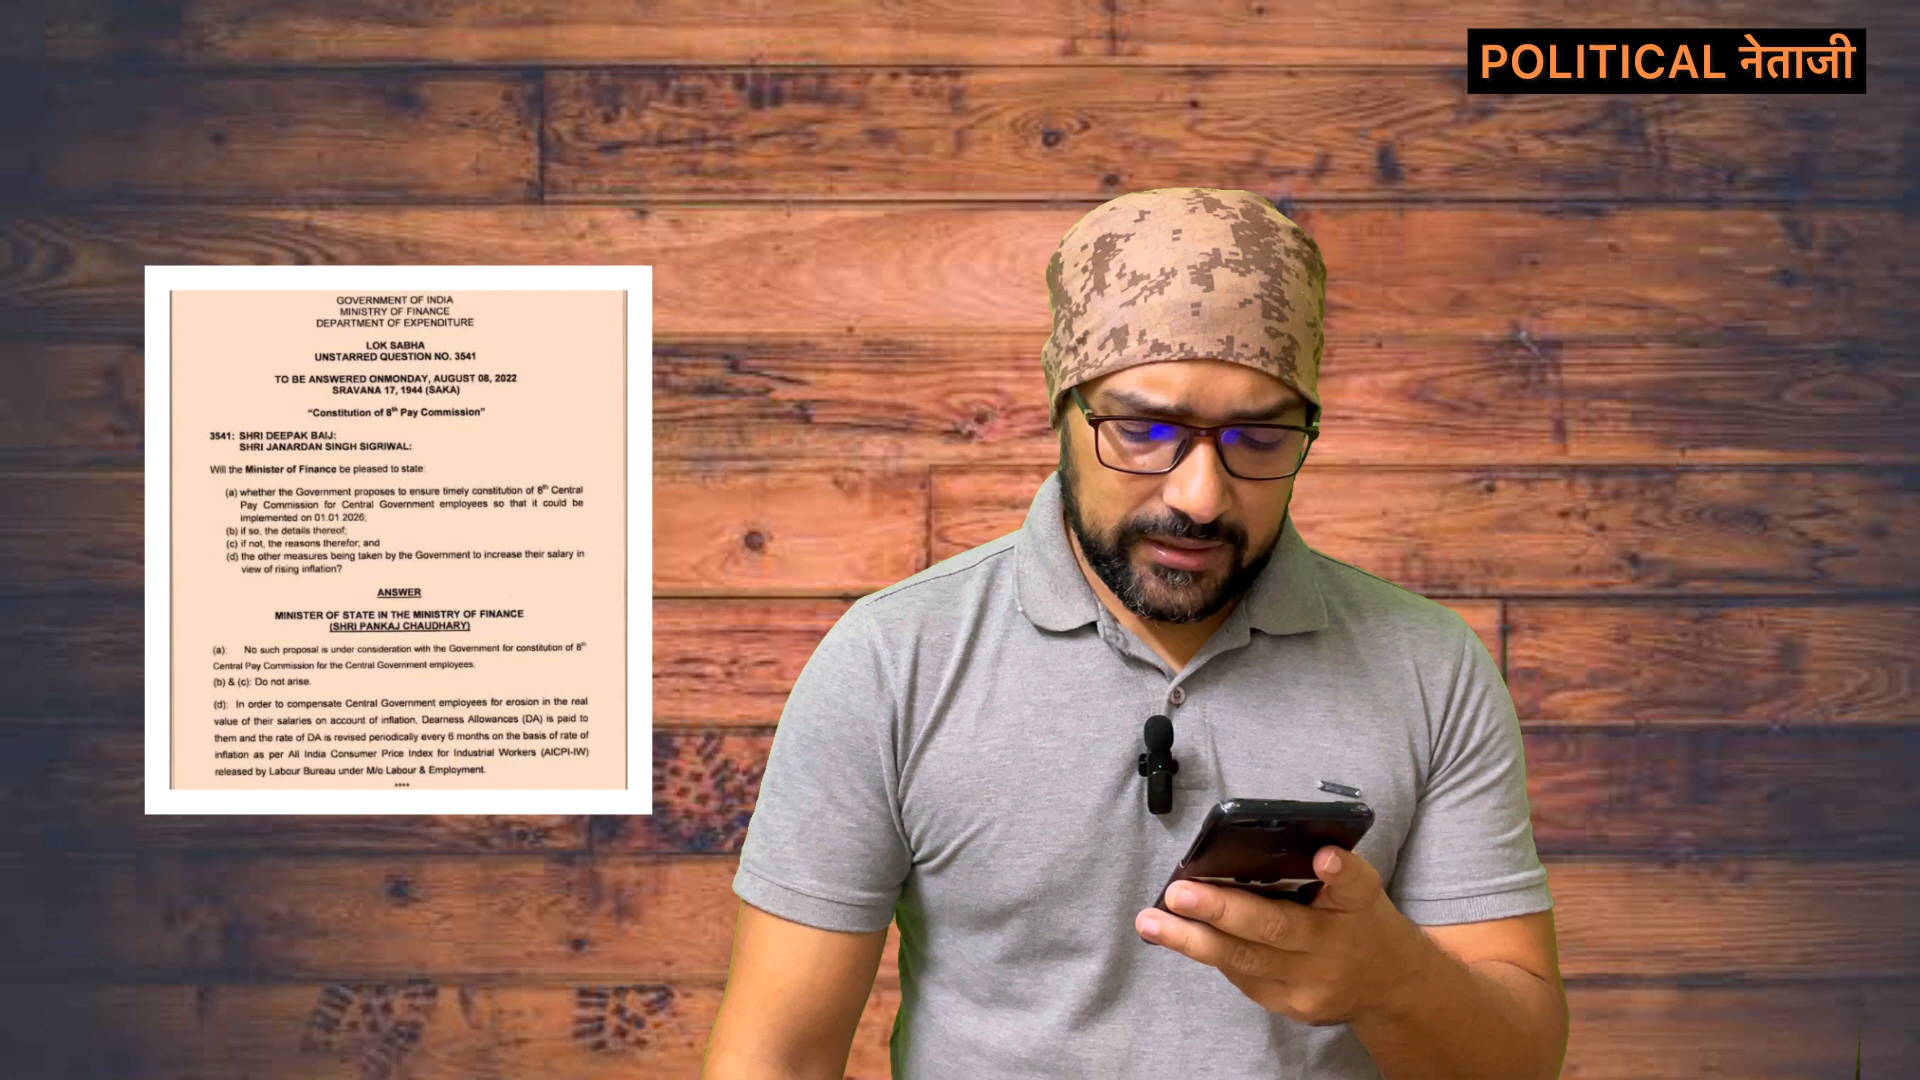 POLITICAL नेताजी
GOVERNMENT OF INDIA
MINISTRY OF FINANCE
DEPARTMENT OF EXPENDITURE
LOK SABHA
UNSTARRED QUESTION NO. 3541
TO BE ANSWERED ONMONDAY, AUGUST 08, 2022
SRAVANA 17, 1944 (SAKA)
"Constitution of 8th Pay Commission"
3541: SHRI DEEPAK BAIJ:
SHRI JANARDAN SINGH SIGRIWAL:
Will the Minister of Finance be pleased to state:
(a) whether the Government proposes to ensure timely constitution of 8th Central
Pay Commission for Central Government employees so that it could be
implemented on 01.01.2026;
(b) if so, the details thereof;
(c) if not, the reasons therefor; and
(d) the other measures being taken by the Government to increase their salary in
view of rising inflation?
ANSWER
MINISTER OF STATE IN THE MINISTRY OF FINANCE
(SHRI PANKAJ CHAUDHARY)
(a): No such proposal is under consideration with the Government for constitution of 8th
Central Pay Commission for the Central Government employees.
(b) & (c): Do not arise.
(d): In order to compensate Central Government employees for erosion in the real
value of their salaries on account of inflation, Dearness Allowances (DA) is paid to
them and the rate of DA is revised periodically every 6 months on the basis of rate of
inflation as per All India Consumer Price Index for Industrial Workers (AICPI-IW)
released by Labour Bureau under M/o Labour & Employment.
****